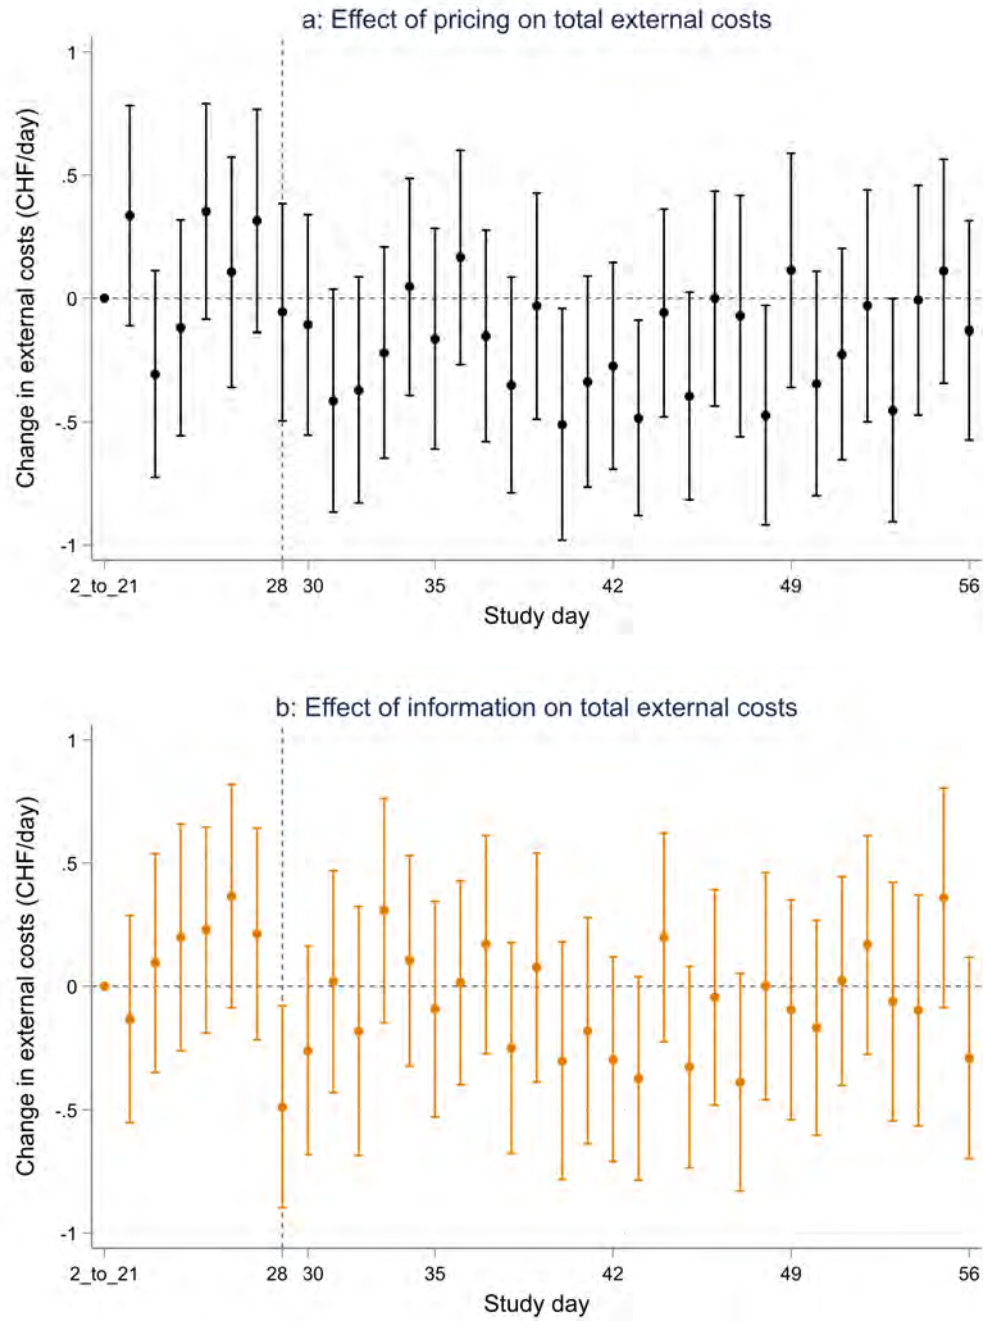 a: Effect of pricing on total external costs
Change in external costs (CHF/day)
1
.5
0
-.5
-1
2_to_21 28 30 35 42 49 56
Study day
b: Effect of information on total external costs
Change in external costs (CHF/day)
1
.5
0
-.5
-1
2_to_21 28 30 35 42 49 56
Study day